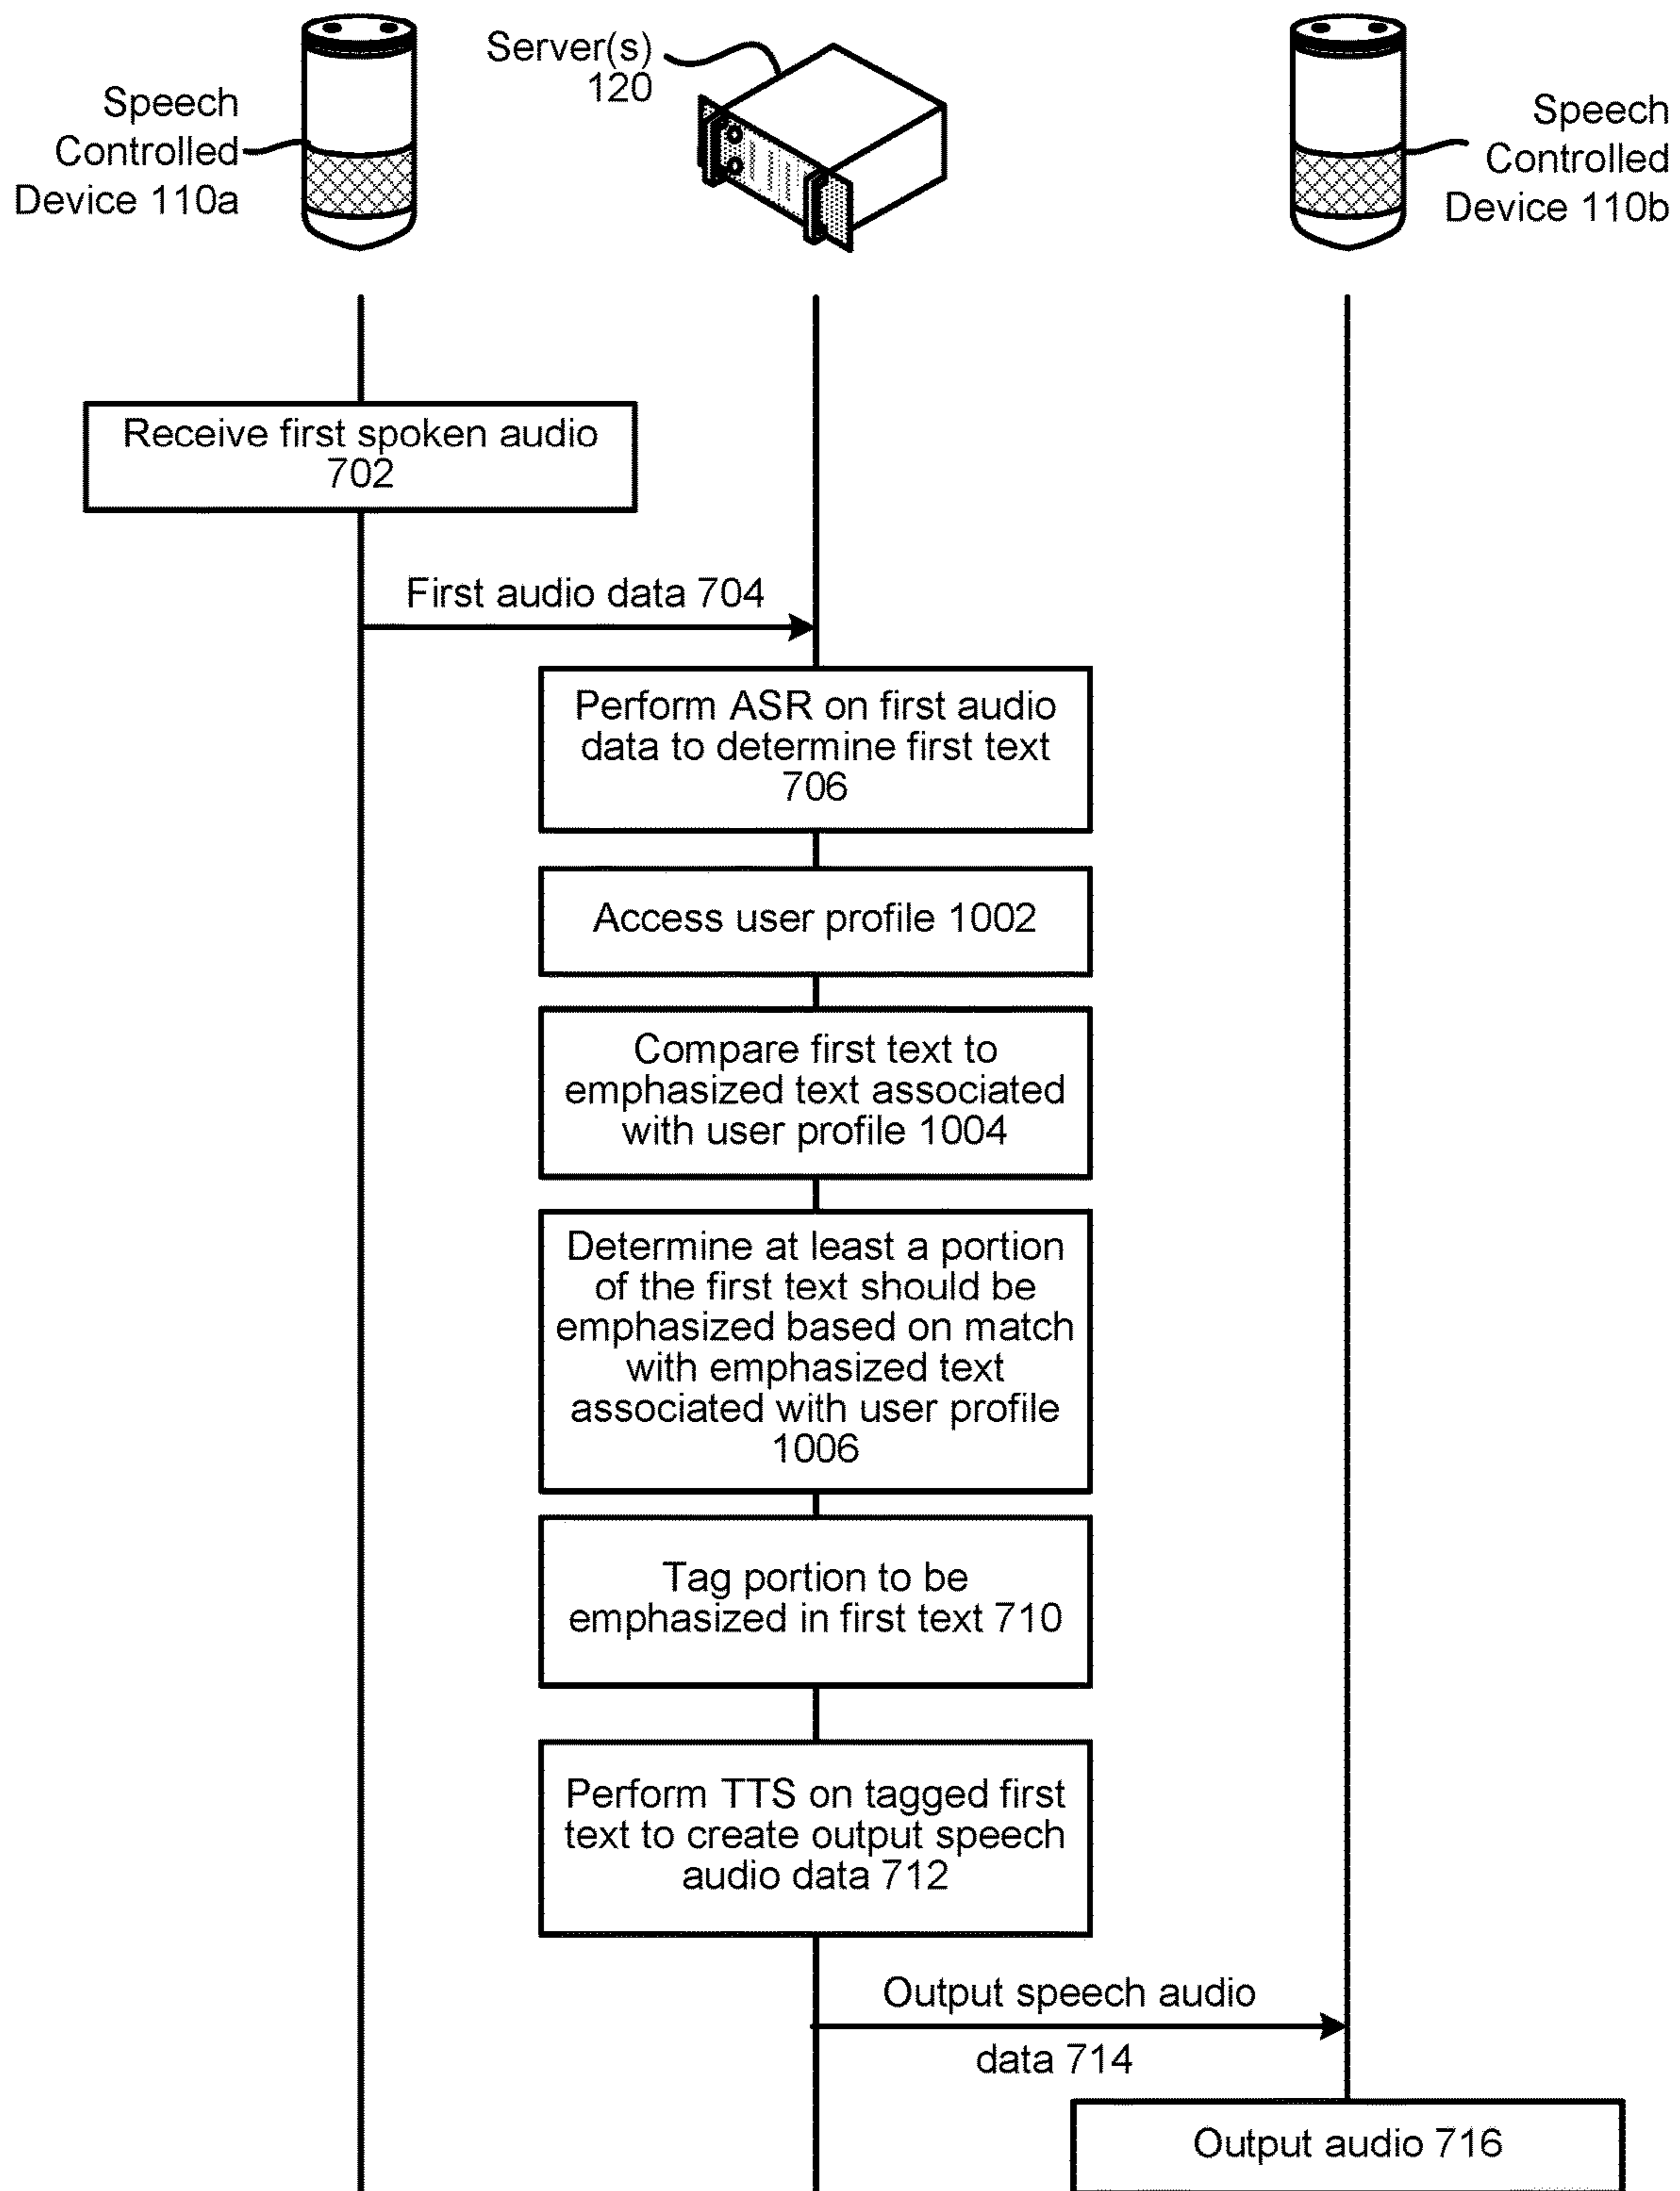 Speech
Controlled
Device 110a
Server(s)
120
Speech
Controlled
Device 110b
Receive first spoken audio
702
First audio data 704
Perform ASR on first audio
data to determine first text
706
Access user profile 1002
Compare first text to
emphasized text associated
with user profile 1004
Determine at least a portion
of the first text should be
emphasized based on match
with emphasized text
associated with user profile
1006
Tag portion to be
emphasized in first text 710
Perform TTS on tagged first
text to create output speech
audio data 712
Output speech audio
data 714
Output audio 716